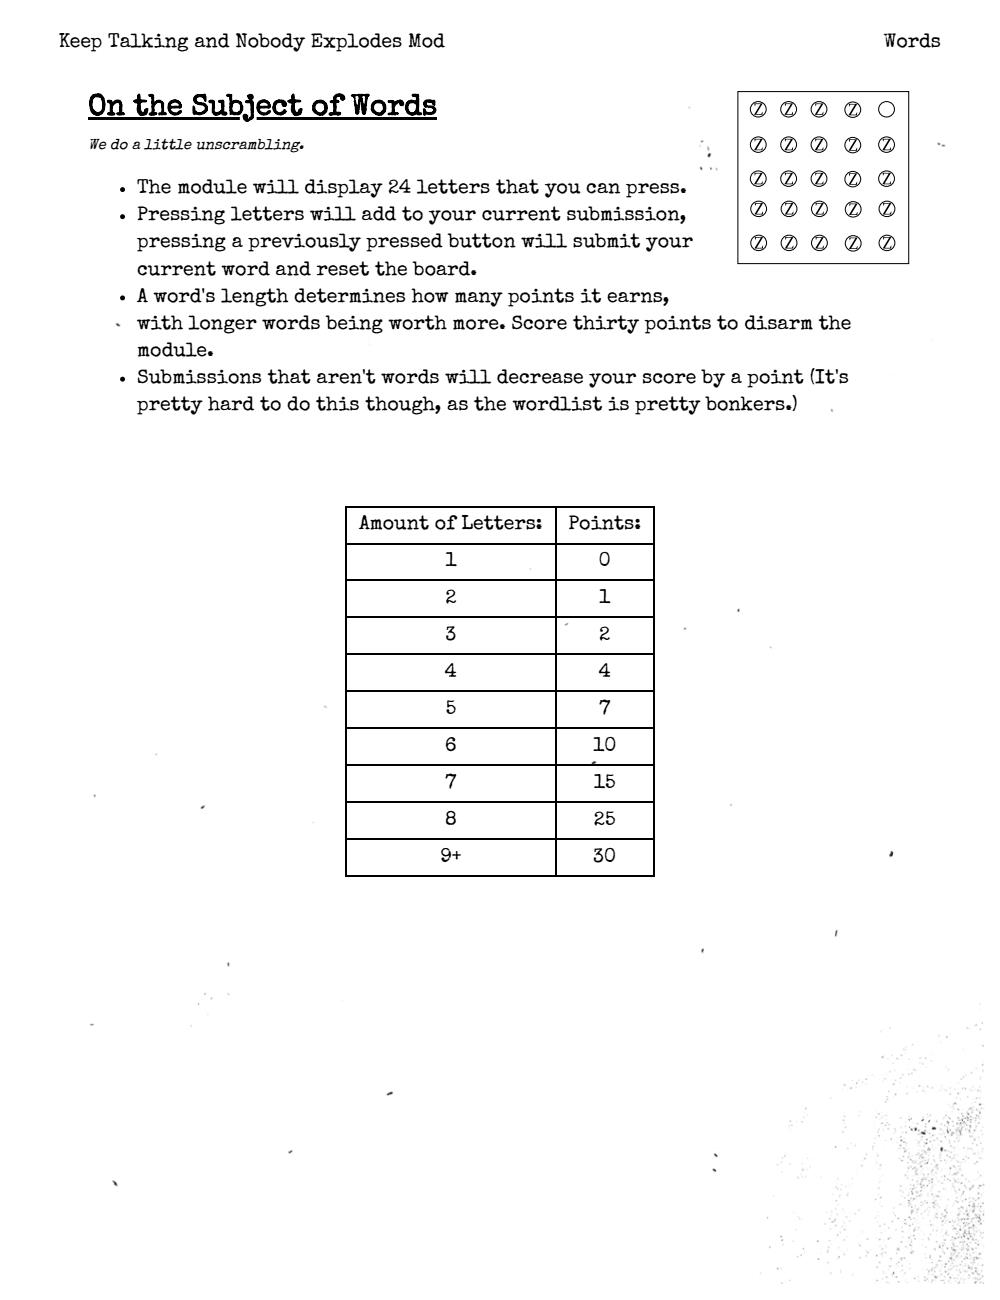 Keep Talking and Nobody Explodes Mod Words
On the Subject of Words
We do a little unscrambling.
Z Z Z Z
Z Z Z Z Z
Z Z Z Z Z
Z Z Z Z Z
Z Z Z Z Z
• The module will display 24 letters that you can press.
• Pressing letters will add to your current submission,
pressing a previously pressed button will submit your
current word and reset the board.
• A word's length determines how many points it earns,
with longer words being worth more. Score thirty points to disarm the
module.
• Submissions that aren't words will decrease your score by a point (It's
pretty hard to do this though, as the wordlist is pretty bonkers.)
Amount of Letters: Points:
1 0
2 1
3 2
4 4
5 7
6 10
7 15
8 25
9+ 30